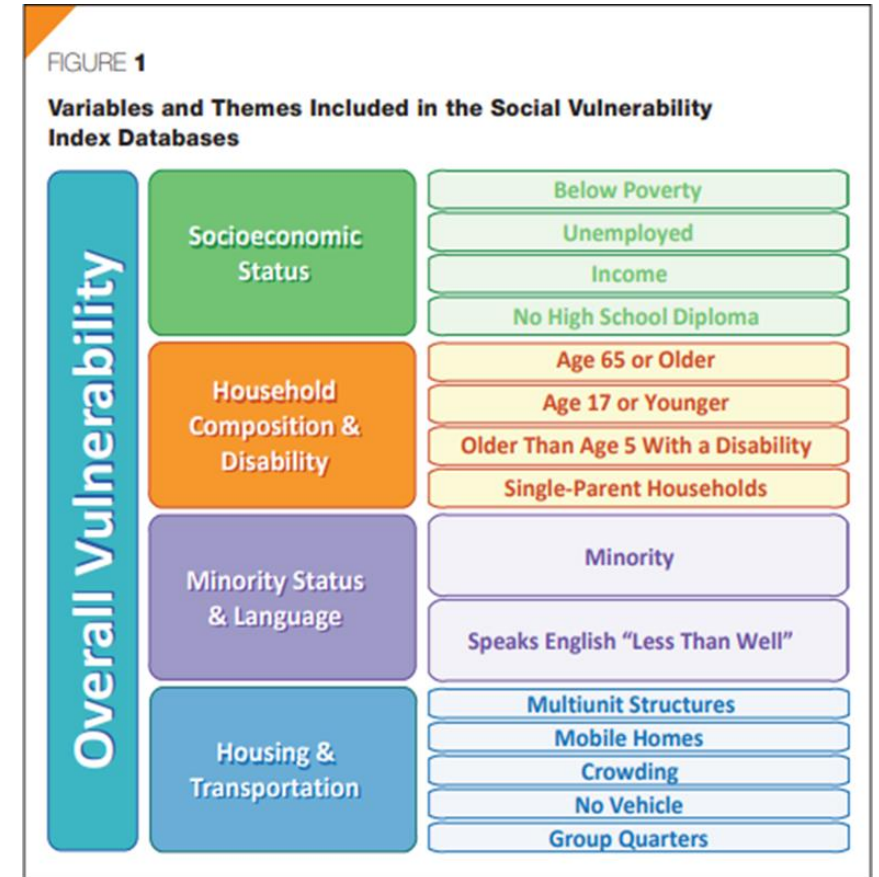 FIGURE 1
Variables and Themes Included in the Social Vulnerability
Index Databases
Overall Vulnerability
Socioeconomic
Status
Below Poverty
Unemployed
Income
No High School Diploma
Household
Composition &
Disability
Age 65 or Older
Age 17 or Younger
Older Than Age 5 With a Disability
Single-Parent Households
Minority Status
& Language
Minority
Speaks English “Less Than Well”
Housing &
Transportation
Multiunit Structures
Mobile Homes
Crowding
No Vehicle
Group Quarters